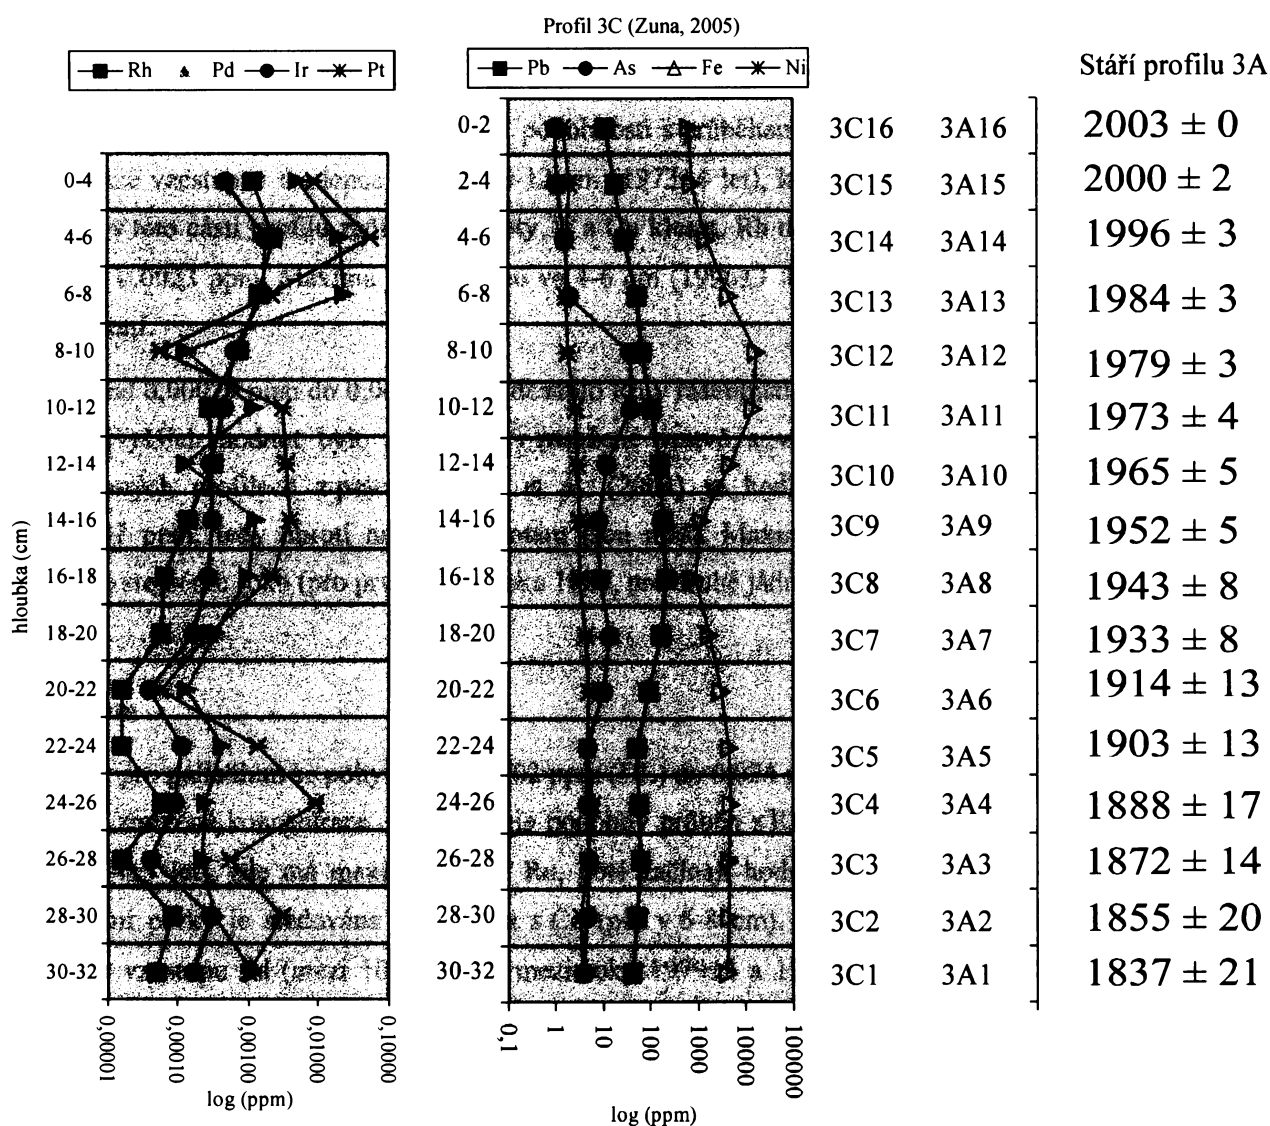 Profil 3C (Zuna, 2005)
Rh Pd Ir Pt
Pb As Fe Ni
Stáří profilu 3A
hloubka (cm)
0-4
4-6
6-8
8-10
10-12
12-14
14-16
16-18
18-20
20-22
22-24
24-26
26-28
28-30
30-32
0,00001
0,00010
0,00100
0,01000
0,10000
log (ppm)
0-2
2-4
4-6
6-8
8-10
10-12
12-14
14-16
16-18
18-20
20-22
22-24
24-26
26-28
28-30
30-32
0,1
1
10
100
1000
10000
100000
log (ppm)
3C16 3A16 2003 ± 0
3C15 3A15 2000 ± 2
3C14 3A14 1996 ± 3
3C13 3A13 1984 ± 3
3C12 3A12 1979 ± 3
3C11 3A11 1973 ± 4
3C10 3A10 1965 ± 5
3C9 3A9 1952 ± 5
3C8 3A8 1943 ± 8
3C7 3A7 1933 ± 8
3C6 3A6 1914 ± 13
3C5 3A5 1903 ± 13
3C4 3A4 1888 ± 17
3C3 3A3 1872 ± 14
3C2 3A2 1855 ± 20
3C1 3A1 1837 ± 21